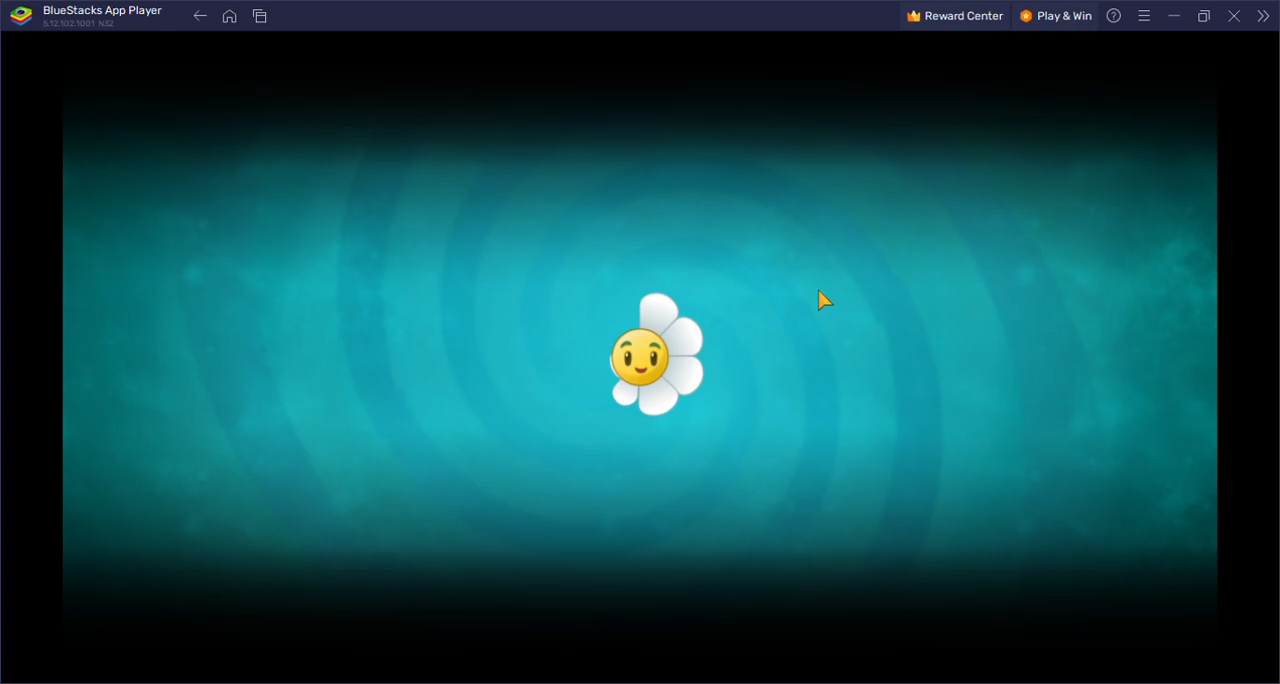 BlueStacks App Player
5.12.102.1001 N32
Reward Center
Play & Win